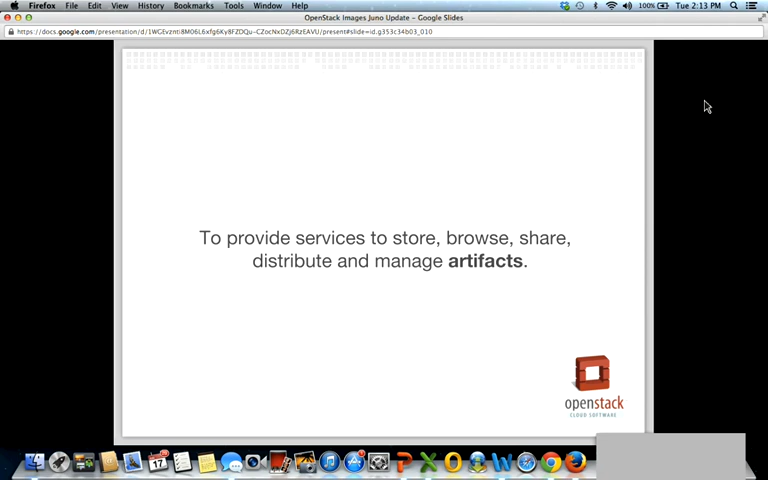 Firefox File Edit View History Bookmarks Tools Window Help 100% Tue 2:13 PM
OpenStack Images Juno Update - Google Slides
To provide services to store, browse, share,
distribute and manage artifacts.
openstack
CLOUD SOFTWARE
17